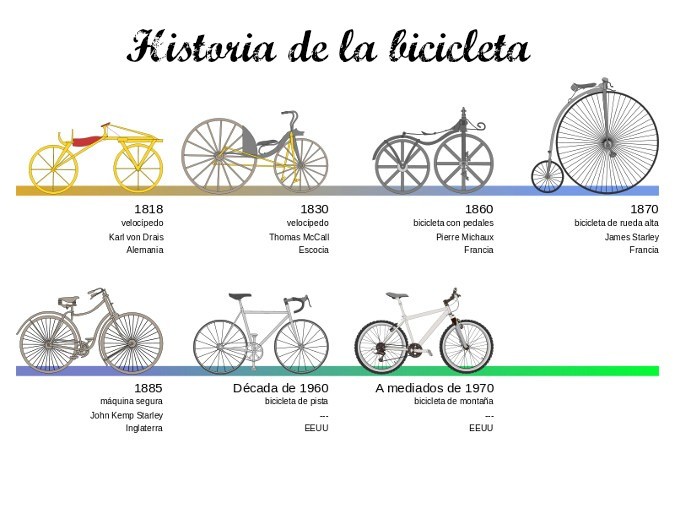 Historia de la bicicleta
1818
velocípedo
Karl von Drais
Alemania
1830
velocípedo
Thomas McCall
Escocia
1860
bicicleta con pedales
Pierre Michaux
Francia
1870
bicicleta de rueda alta
James Starley
Francia
1885
máquina segura
John Kemp Starley
Inglaterra
Década de 1960
bicicleta de pista
---
EEUU
A mediados de 1970
bicicleta de montaña
---
EEUU